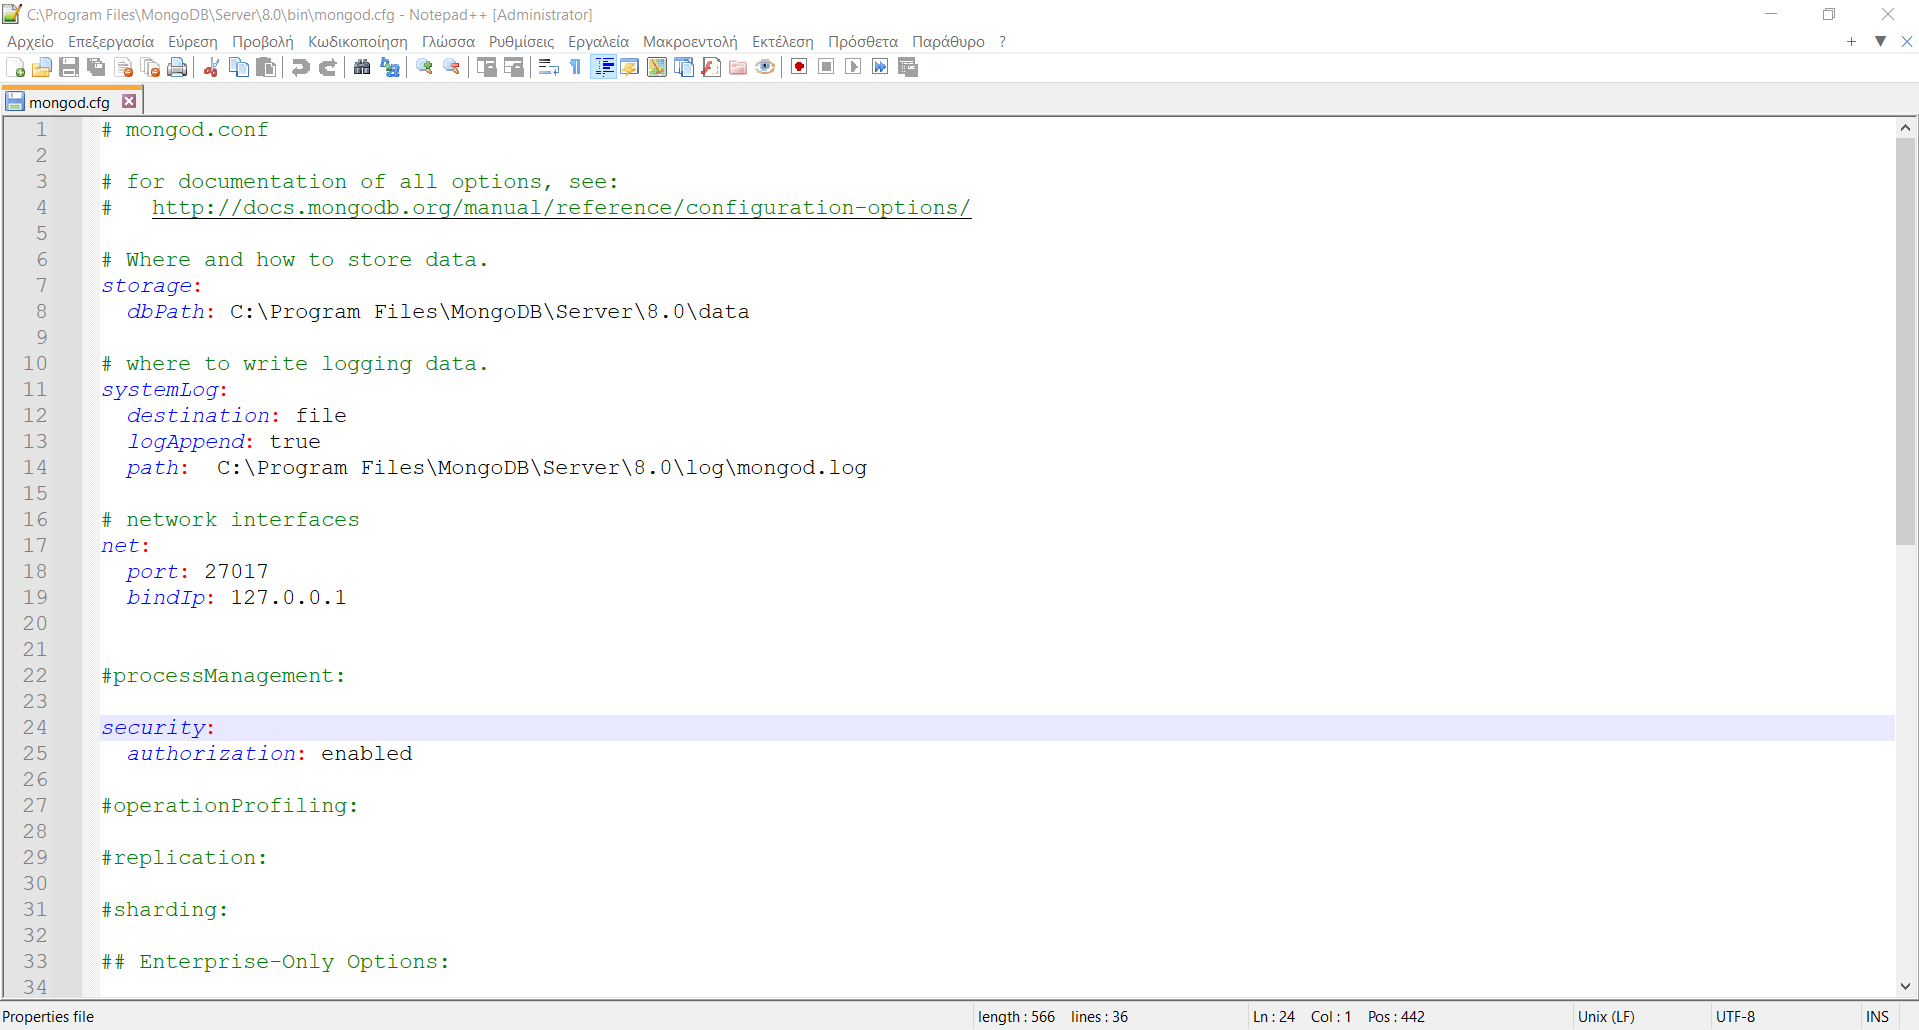 C:\Program Files\MongoDB\Server\8.0\bin\mongod.cfg - Notepad++ [Administrator]
Αρχείο Επεξεργασία Εύρεση Προβολή Κωδικοποίηση Γλώσσα Ρυθμίσεις Εργαλεία Μακροεντολή Εκτέλεση Πρόσθετα Παράθυρο ?
mongod.cfg
1 # mongod.conf
2
3 # for documentation of all options, see:
4 #   http://docs.mongodb.org/manual/reference/configuration-options/
5
6 # Where and how to store data.
7 storage:
8   dbPath: C:\Program Files\MongoDB\Server\8.0\data
9
10 # where to write logging data.
11 systemLog:
12   destination: file
13   logAppend: true
14   path:  C:\Program Files\MongoDB\Server\8.0\log\mongod.log
15
16 # network interfaces
17 net:
18   port: 27017
19   bindIp: 127.0.0.1
20
21
22 #processManagement:
23
24 security:
25   authorization: enabled
26
27 #operationProfiling:
28
29 #replication:
30
31 #sharding:
32
33 ## Enterprise-Only Options:
34
Properties file length : 566 lines : 36 Ln : 24 Col : 1 Pos : 442 Unix (LF) UTF-8 INS